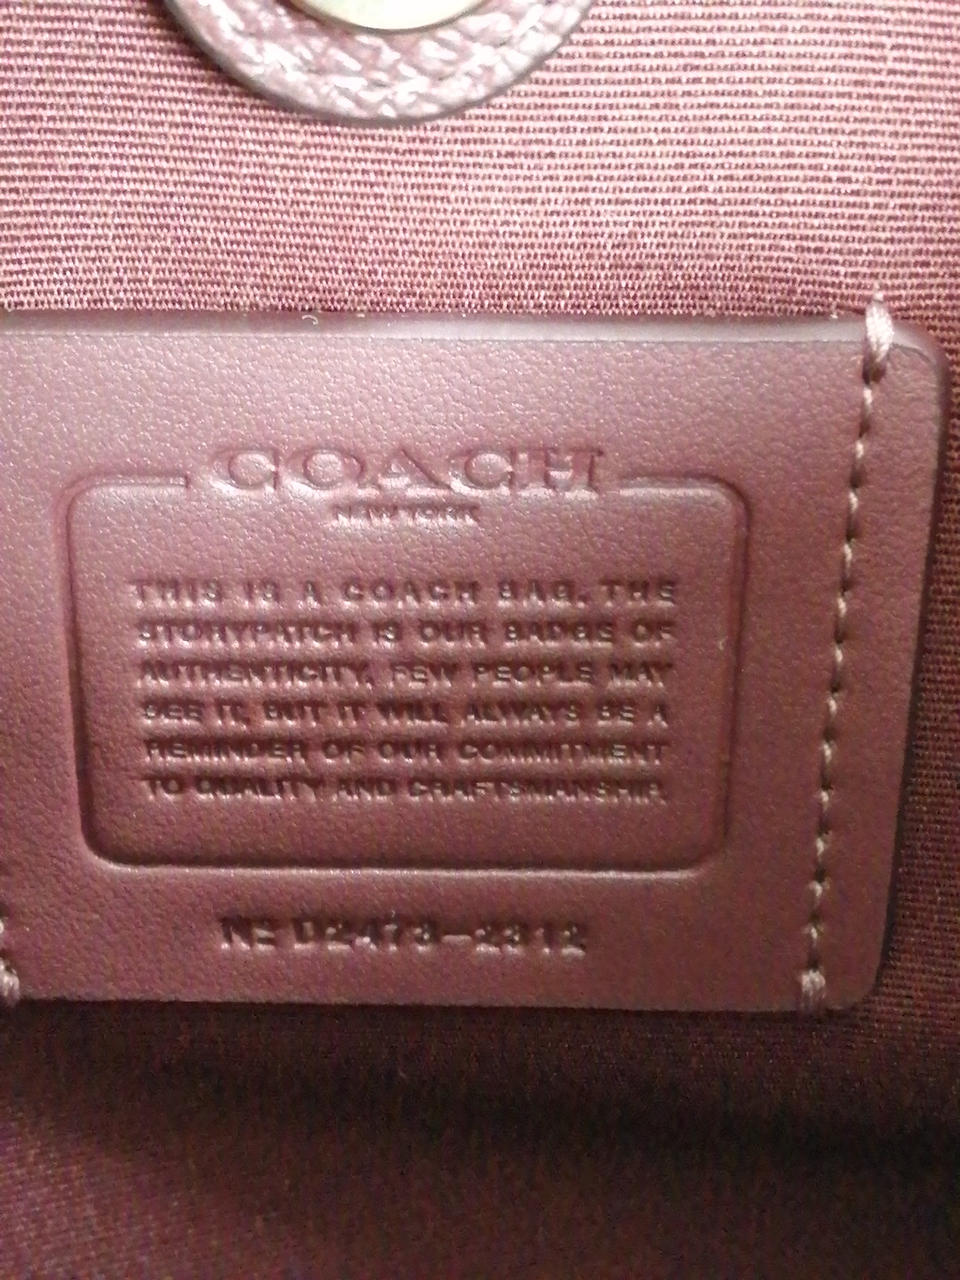 COACH
NEW YORK
THIS IS A COACH BAG. THE
STORYPATCH IS OUR BADGE OF
AUTHENTICITY. FEW PEOPLE MAY
SEE IT, BUT IT WILL ALWAYS BE A
REMINDER OF OUR COMMITMENT
TO QUALITY AND CRAFTSMANSHIP.
Nº D2473-2312